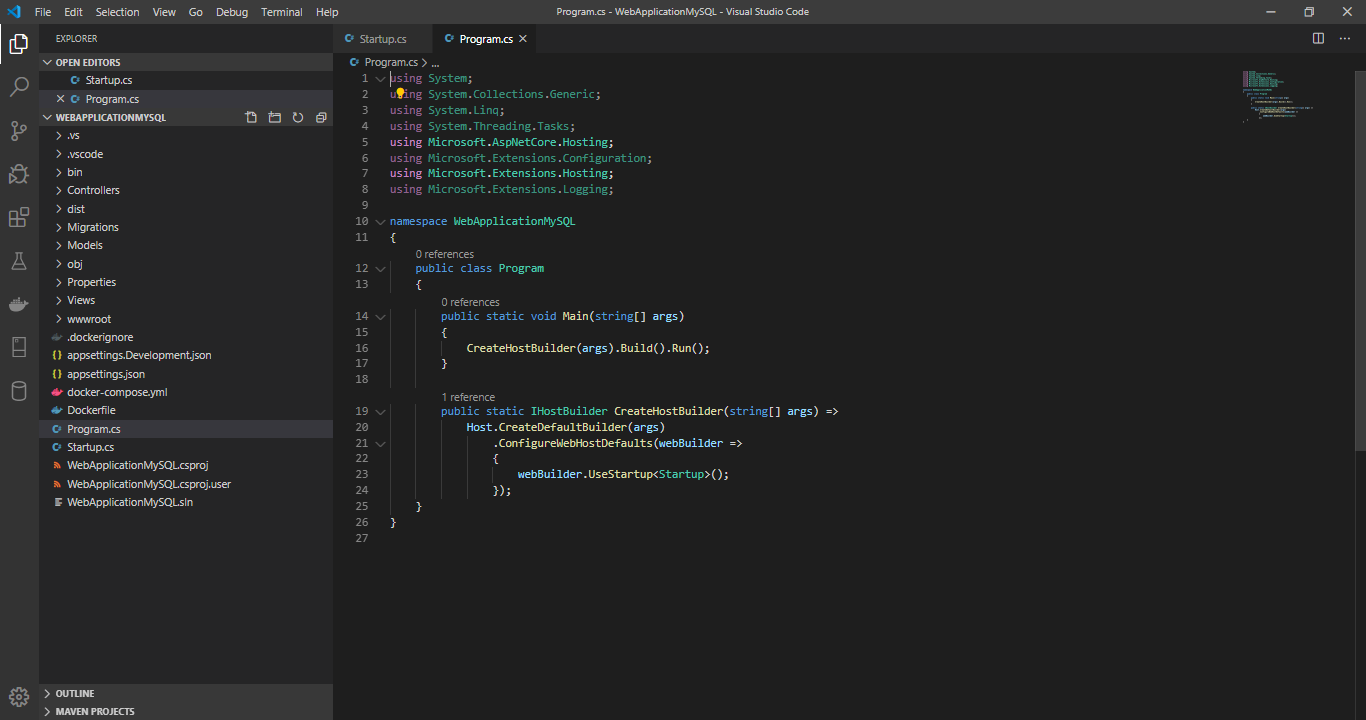 File Edit Selection View Go Debug Terminal Help
Program.cs - WebApplicationMySQL - Visual Studio Code
EXPLORER
OPEN EDITORS
Startup.cs
Program.cs
WEBAPPLICATIONMYSQL
.vs
.vscode
bin
Controllers
dist
Migrations
Models
obj
Properties
Views
wwwroot
.dockerignore
appsettings.Development.json
appsettings.json
docker-compose.yml
Dockerfile
Program.cs
Startup.cs
WebApplicationMySQL.csproj
WebApplicationMySQL.csproj.user
WebApplicationMySQL.sln
OUTLINE
MAVEN PROJECTS
Startup.cs
Program.cs
Program.cs > ...
1 using System;
2 using System.Collections.Generic;
3 using System.Linq;
4 using System.Threading.Tasks;
5 using Microsoft.AspNetCore.Hosting;
6 using Microsoft.Extensions.Configuration;
7 using Microsoft.Extensions.Hosting;
8 using Microsoft.Extensions.Logging;
9
10 namespace WebApplicationMySQL
11 {
0 references
12 public class Program
13 {
0 references
14 public static void Main(string[] args)
15 {
16 CreateHostBuilder(args).Build().Run();
17 }
18
1 reference
19 public static IHostBuilder CreateHostBuilder(string[] args) =>
20 Host.CreateDefaultBuilder(args)
21 .ConfigureWebHostDefaults(webBuilder =>
22 {
23 webBuilder.UseStartup<Startup>();
24 });
25 }
26 }
27